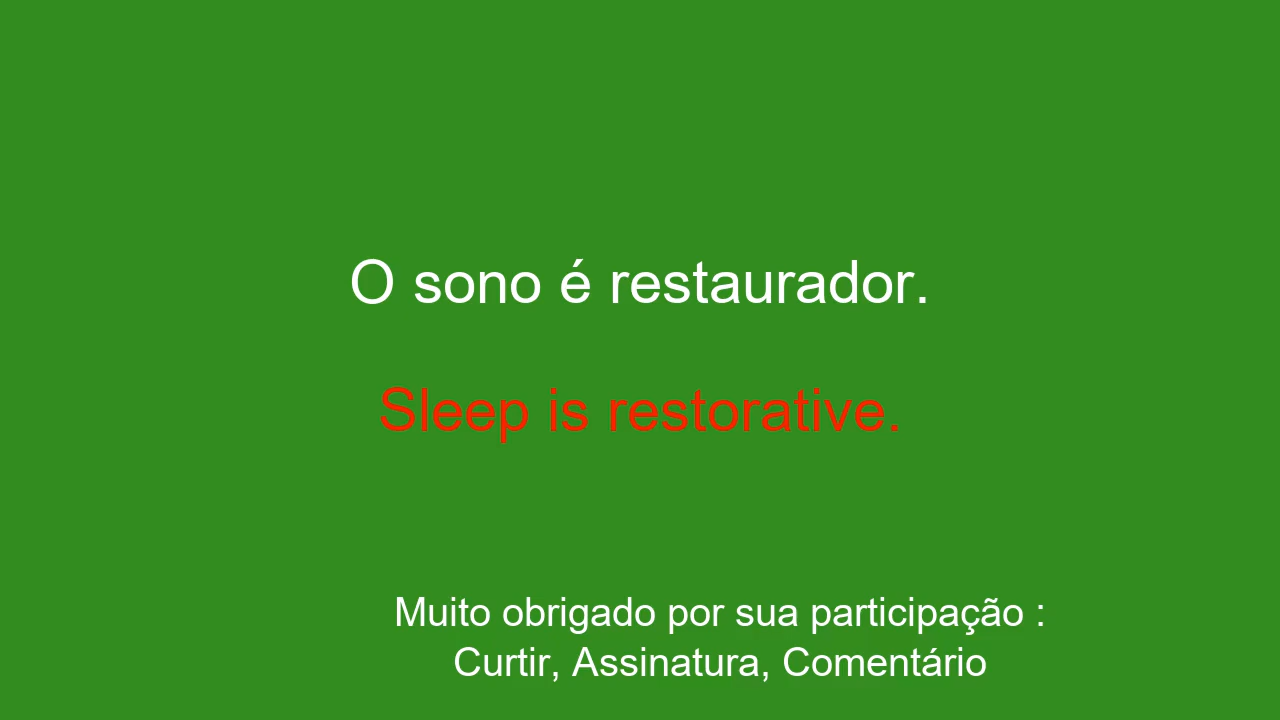 O sono é restaurador.
Sleep is restorative.
Muito obrigado por sua participação :
Curtir, Assinatura, Comentário